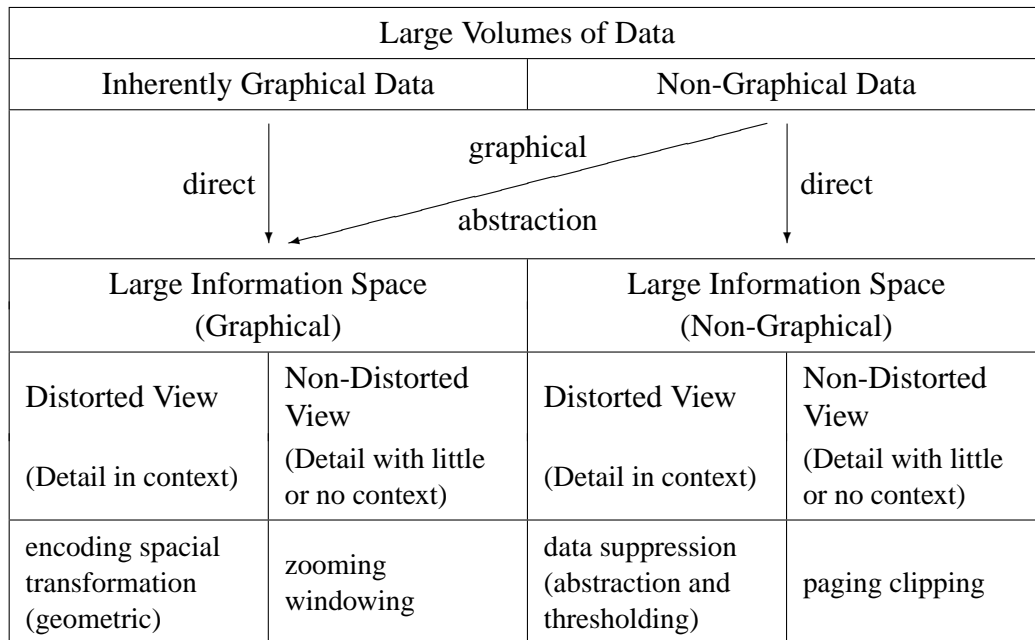 Large Volumes of Data
Inherently Graphical Data
Non-Graphical Data
graphical
direct
direct
abstraction
Large Information Space
(Graphical)
Large Information Space
(Non-Graphical)
Distorted View
Non-Distorted
View
Distorted View
Non-Distorted
View
(Detail in context)
(Detail with little
or no context)
(Detail in context)
(Detail with little
or no context)
encoding spacial
transformation
(geometric)
zooming
windowing
data suppression
(abstraction and
thresholding)
paging clipping